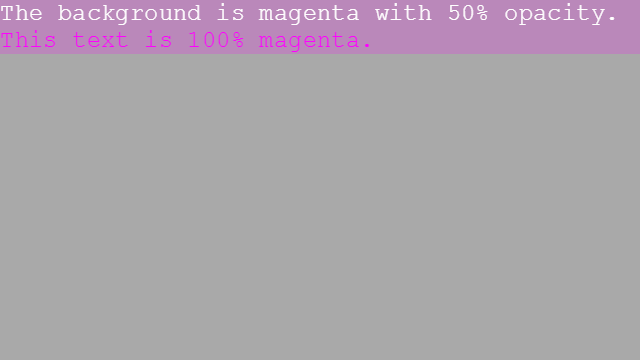 The background is magenta with 50% opacity.
This text is 100% magenta.